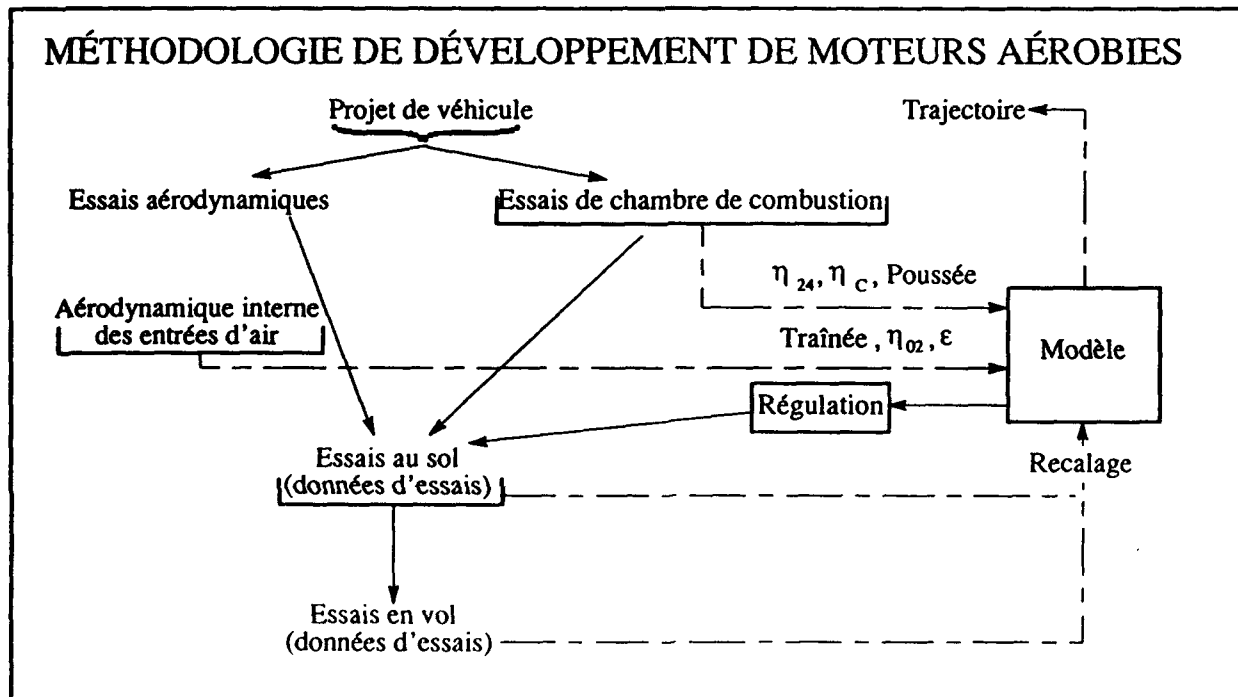 MÉTHODOLOGIE DE DÉVELOPPEMENT DE MOTEURS AÉROBIES
Projet de véhicule
Trajectoire
Essais aérodynamiques
Essais de chambre de combustion
η 24, η C, Poussée
Aérodynamique interne
des entrées d'air
Traînée, η02, ε
Modèle
Régulation
Essais au sol
(données d'essais)
Recalage
Essais en vol
(données d'essais)